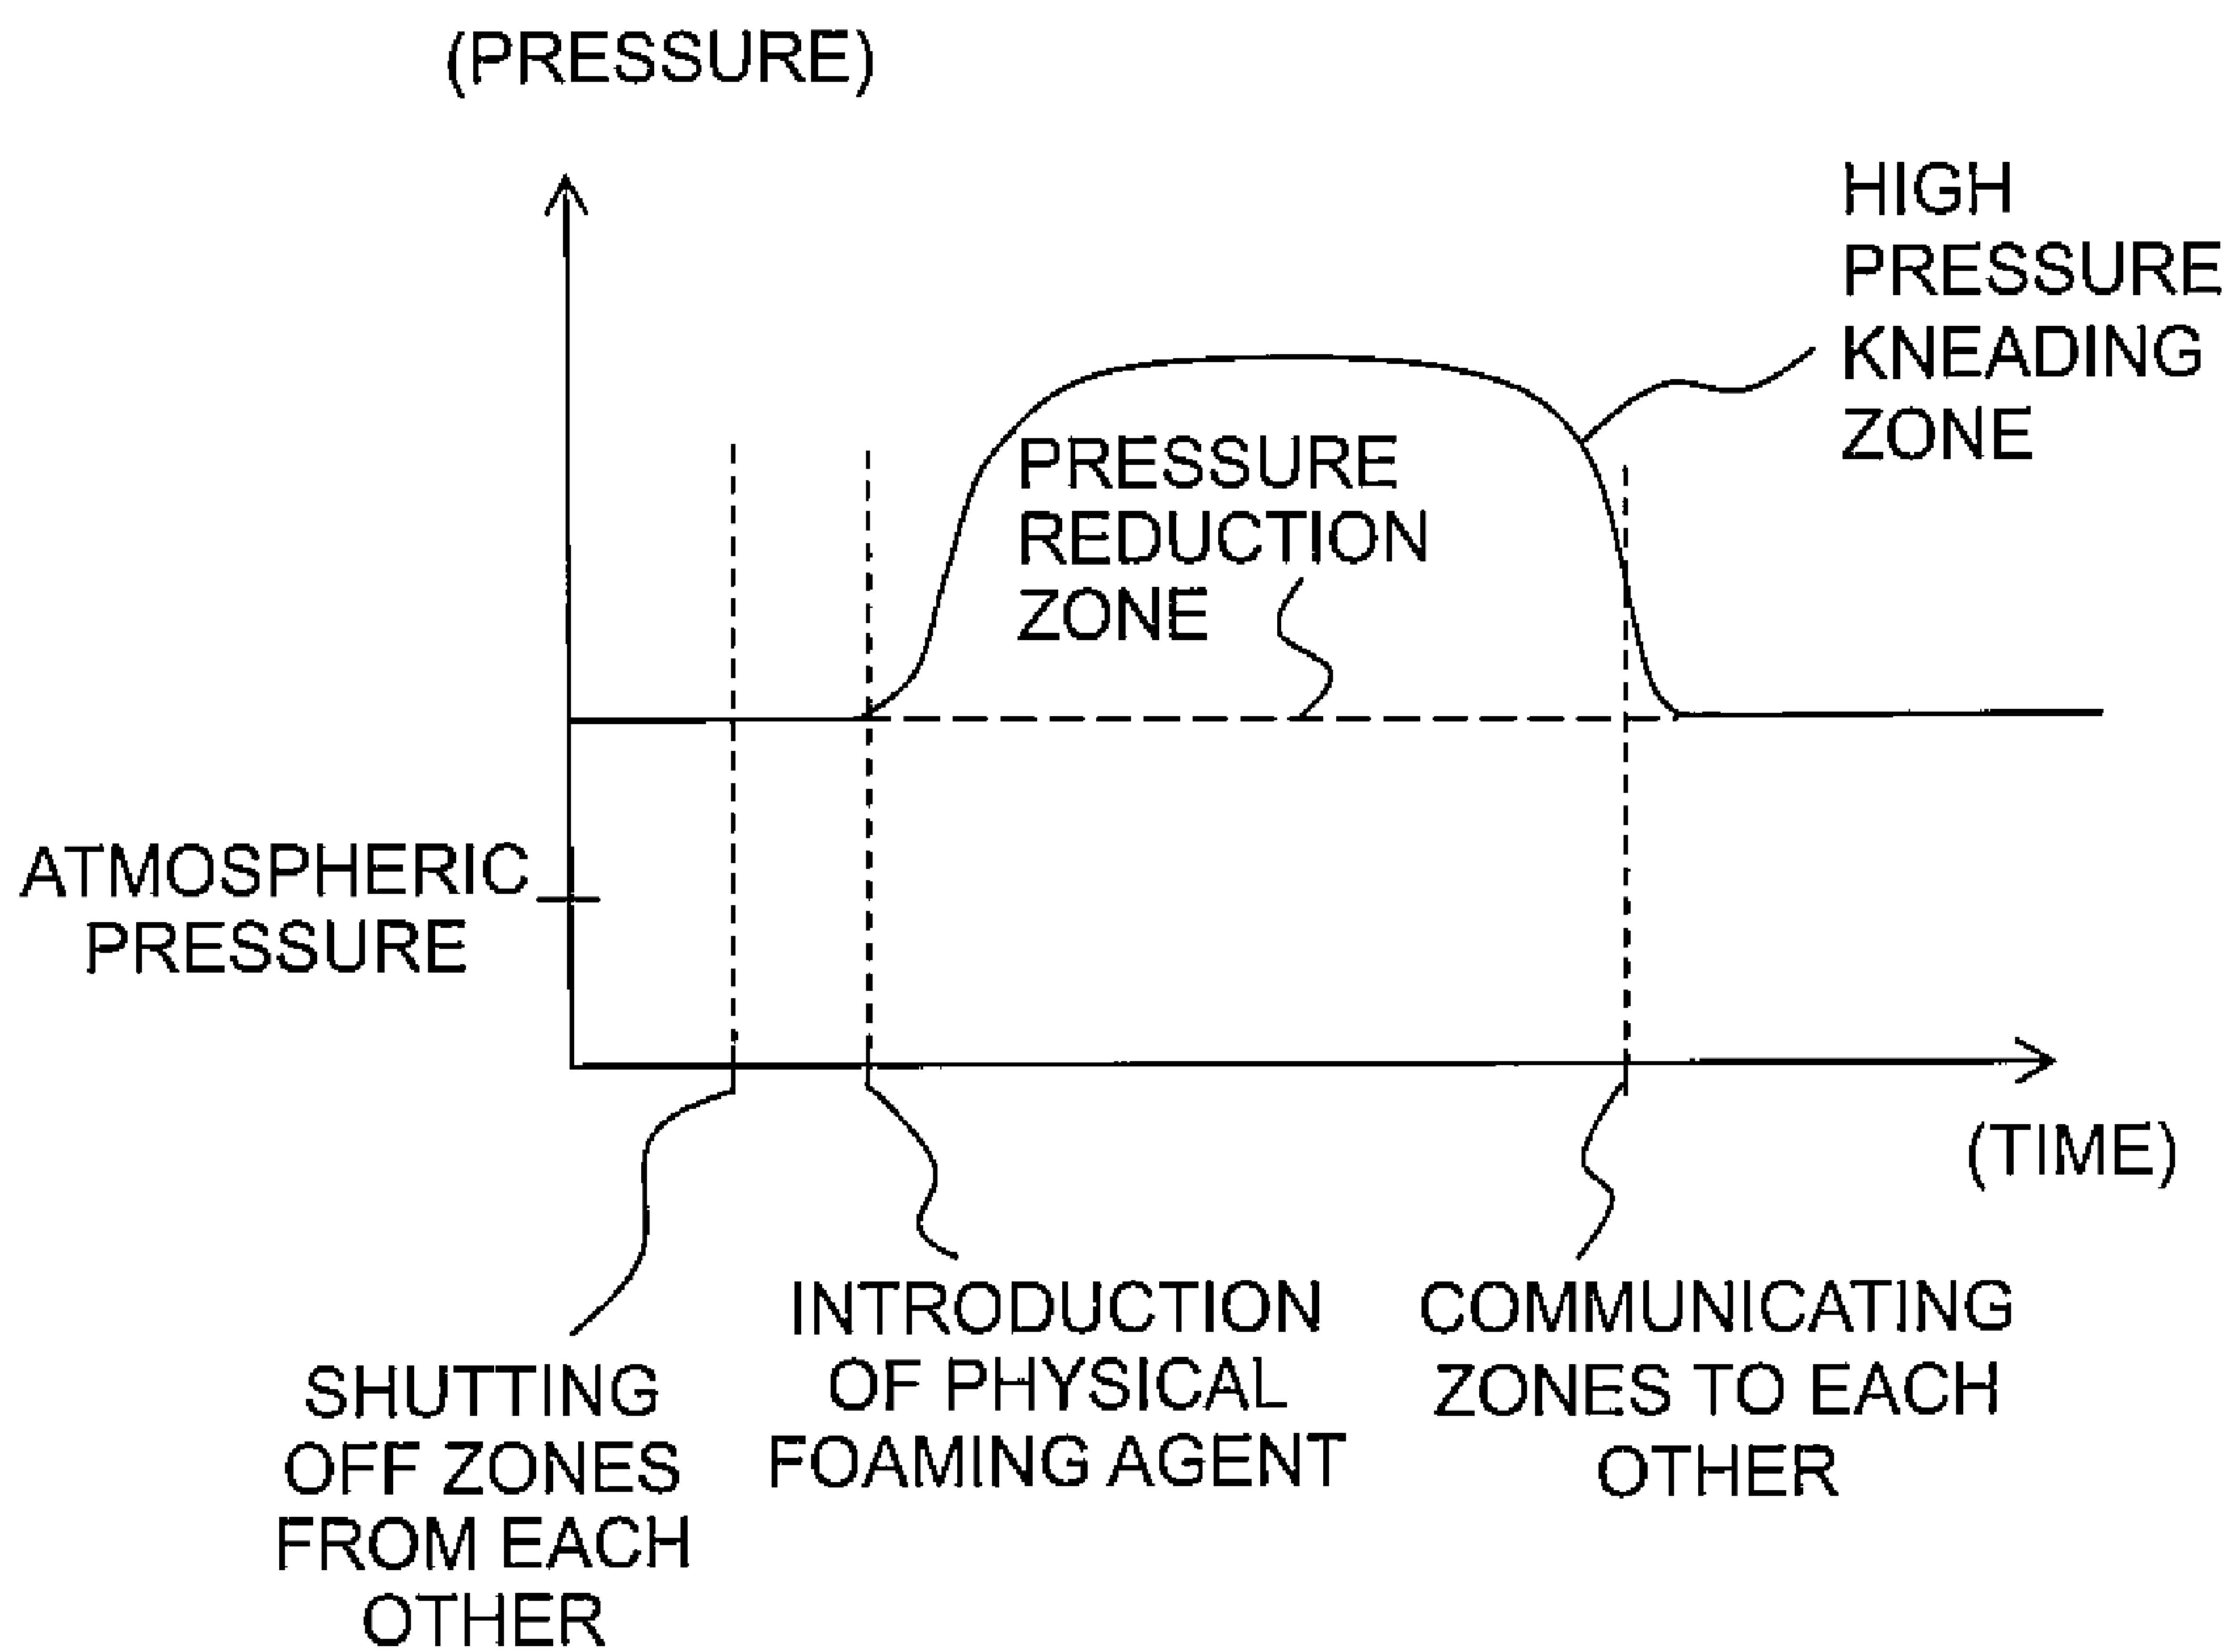 (PRESSURE)
HIGH
PRESSURE
KNEADING
ZONE
PRESSURE
REDUCTION
ZONE
ATMOSPHERIC
PRESSURE
(TIME)
SHUTTING
OFF ZONES
FROM EACH
OTHER
INTRODUCTION
OF PHYSICAL
FOAMING AGENT
COMMUNICATING
ZONES TO EACH
OTHER